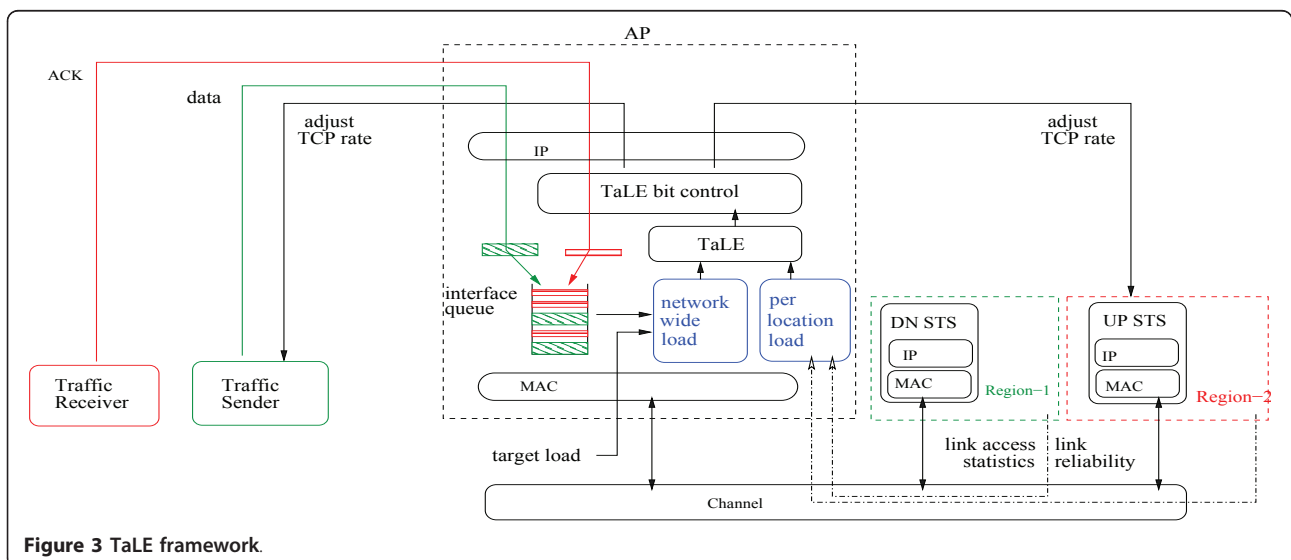 AP
ACK
data
adjust
TCP rate
adjust
TCP rate
IP
TaLE bit control
TaLE
interface
queue
network
wide
load
per
location
load
DN STS
IP
MAC
Region-1
UP STS
IP
MAC
Region-2
Traffic
Receiver
Traffic
Sender
MAC
target load
link access
statistics
link
reliability
Channel
Figure 3 TaLE framework.